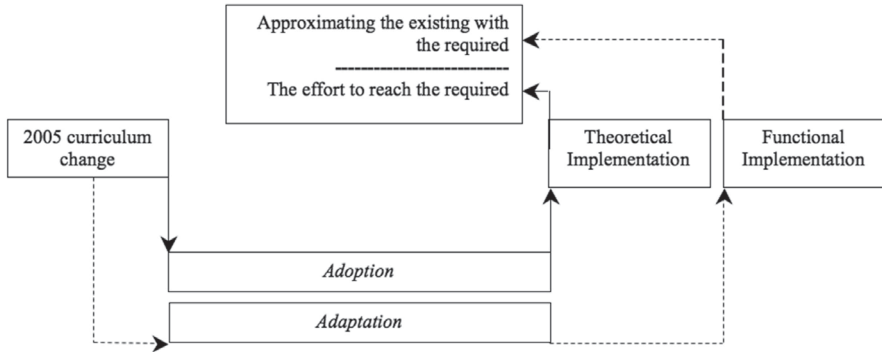 Approximating the existing with
the required
---------------------------
The effort to reach the required
2005 curriculum
change
Theoretical
Implementation
Functional
Implementation
Adoption
Adaptation